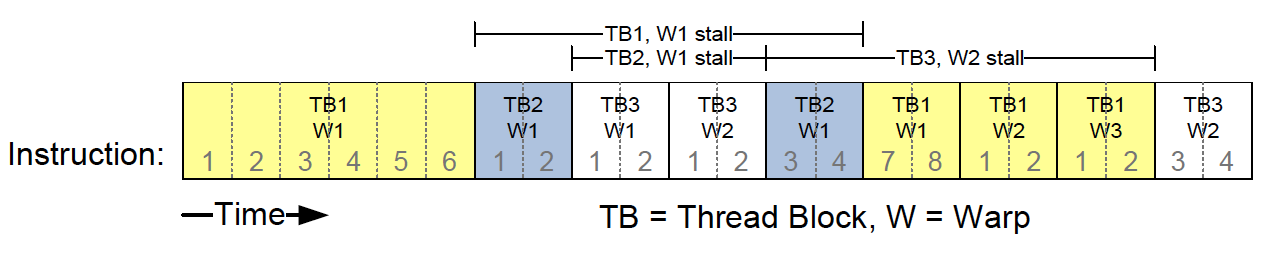 TB1, W1 stall
TB2, W1 stall
TB3, W2 stall
TB1 TB2 TB3 TB3 TB2 TB1 TB1 TB1 TB3
W1 W1 W1 W2 W1 W1 W2 W3 W2
Instruction: 1 2 3 4 5 6 1 2 1 2 1 2 3 4 7 8 1 2 1 2 3 4
Time
TB = Thread Block, W = Warp